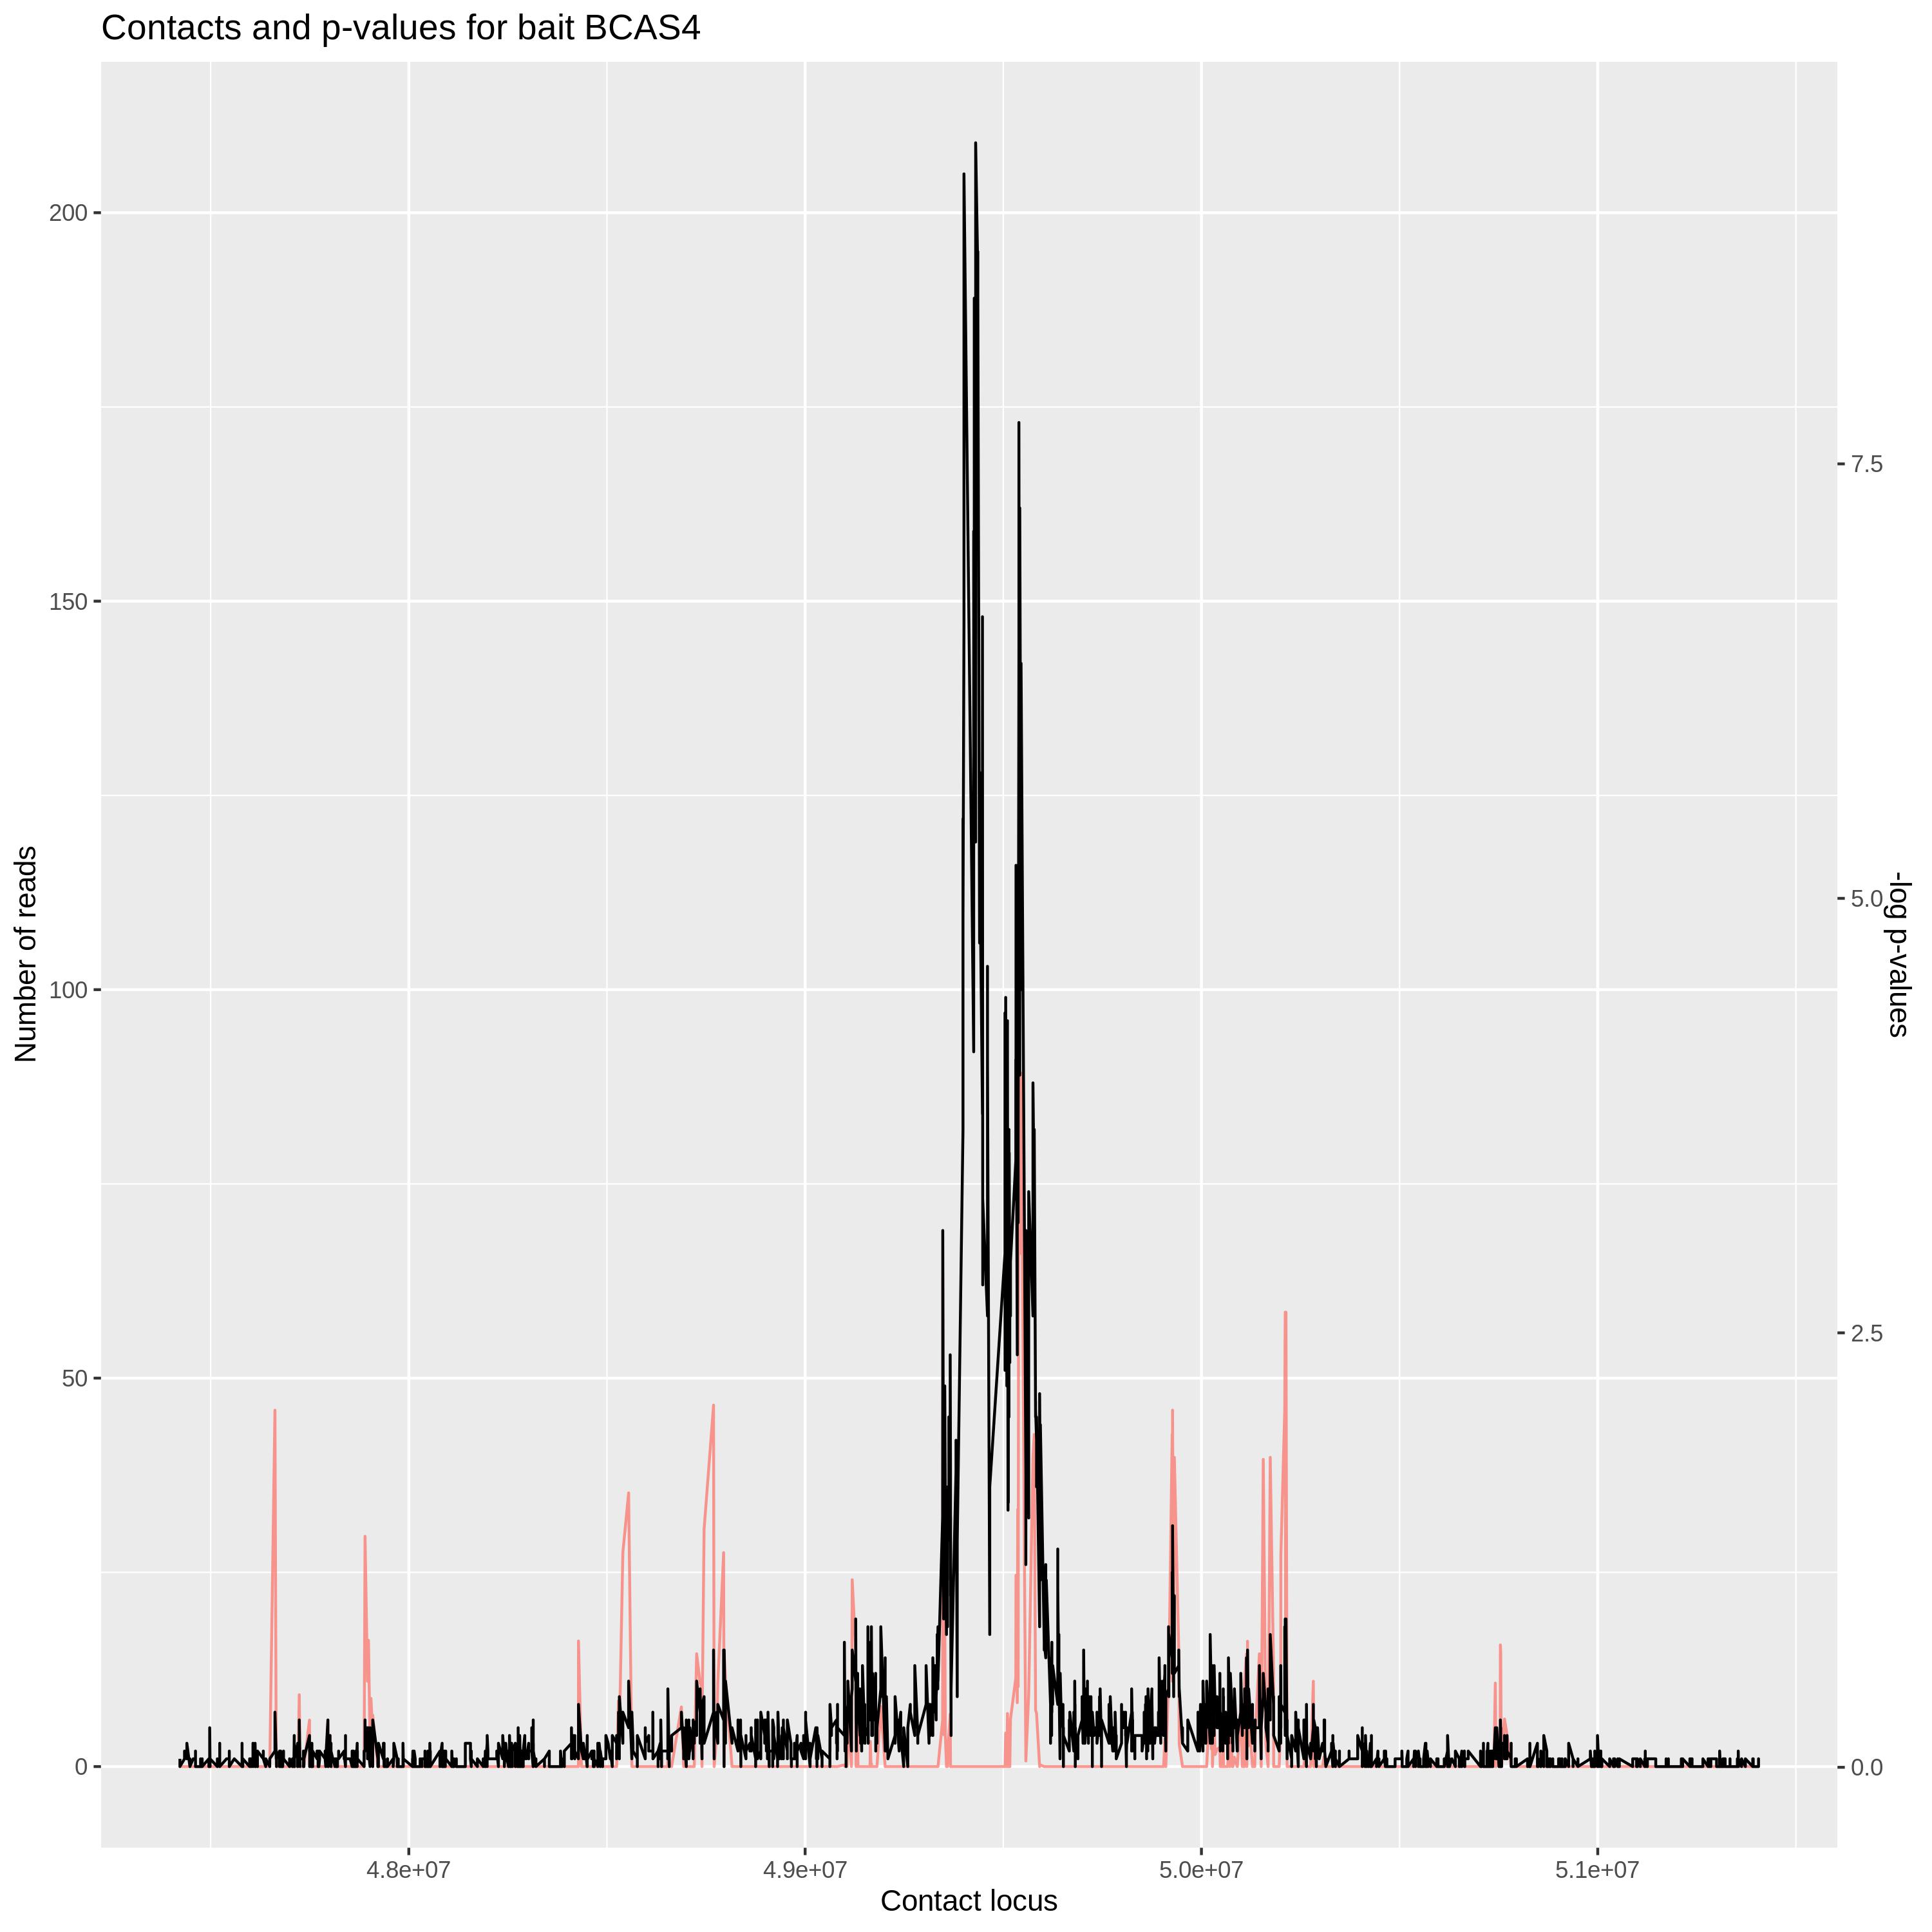 Contacts and p-values for bait BCAS4
Number of reads
200
150
100
50
0
7.5
5.0
2.5
0.0
-log p-values
4.8e+07
4.9e+07
5.0e+07
5.1e+07
Contact locus